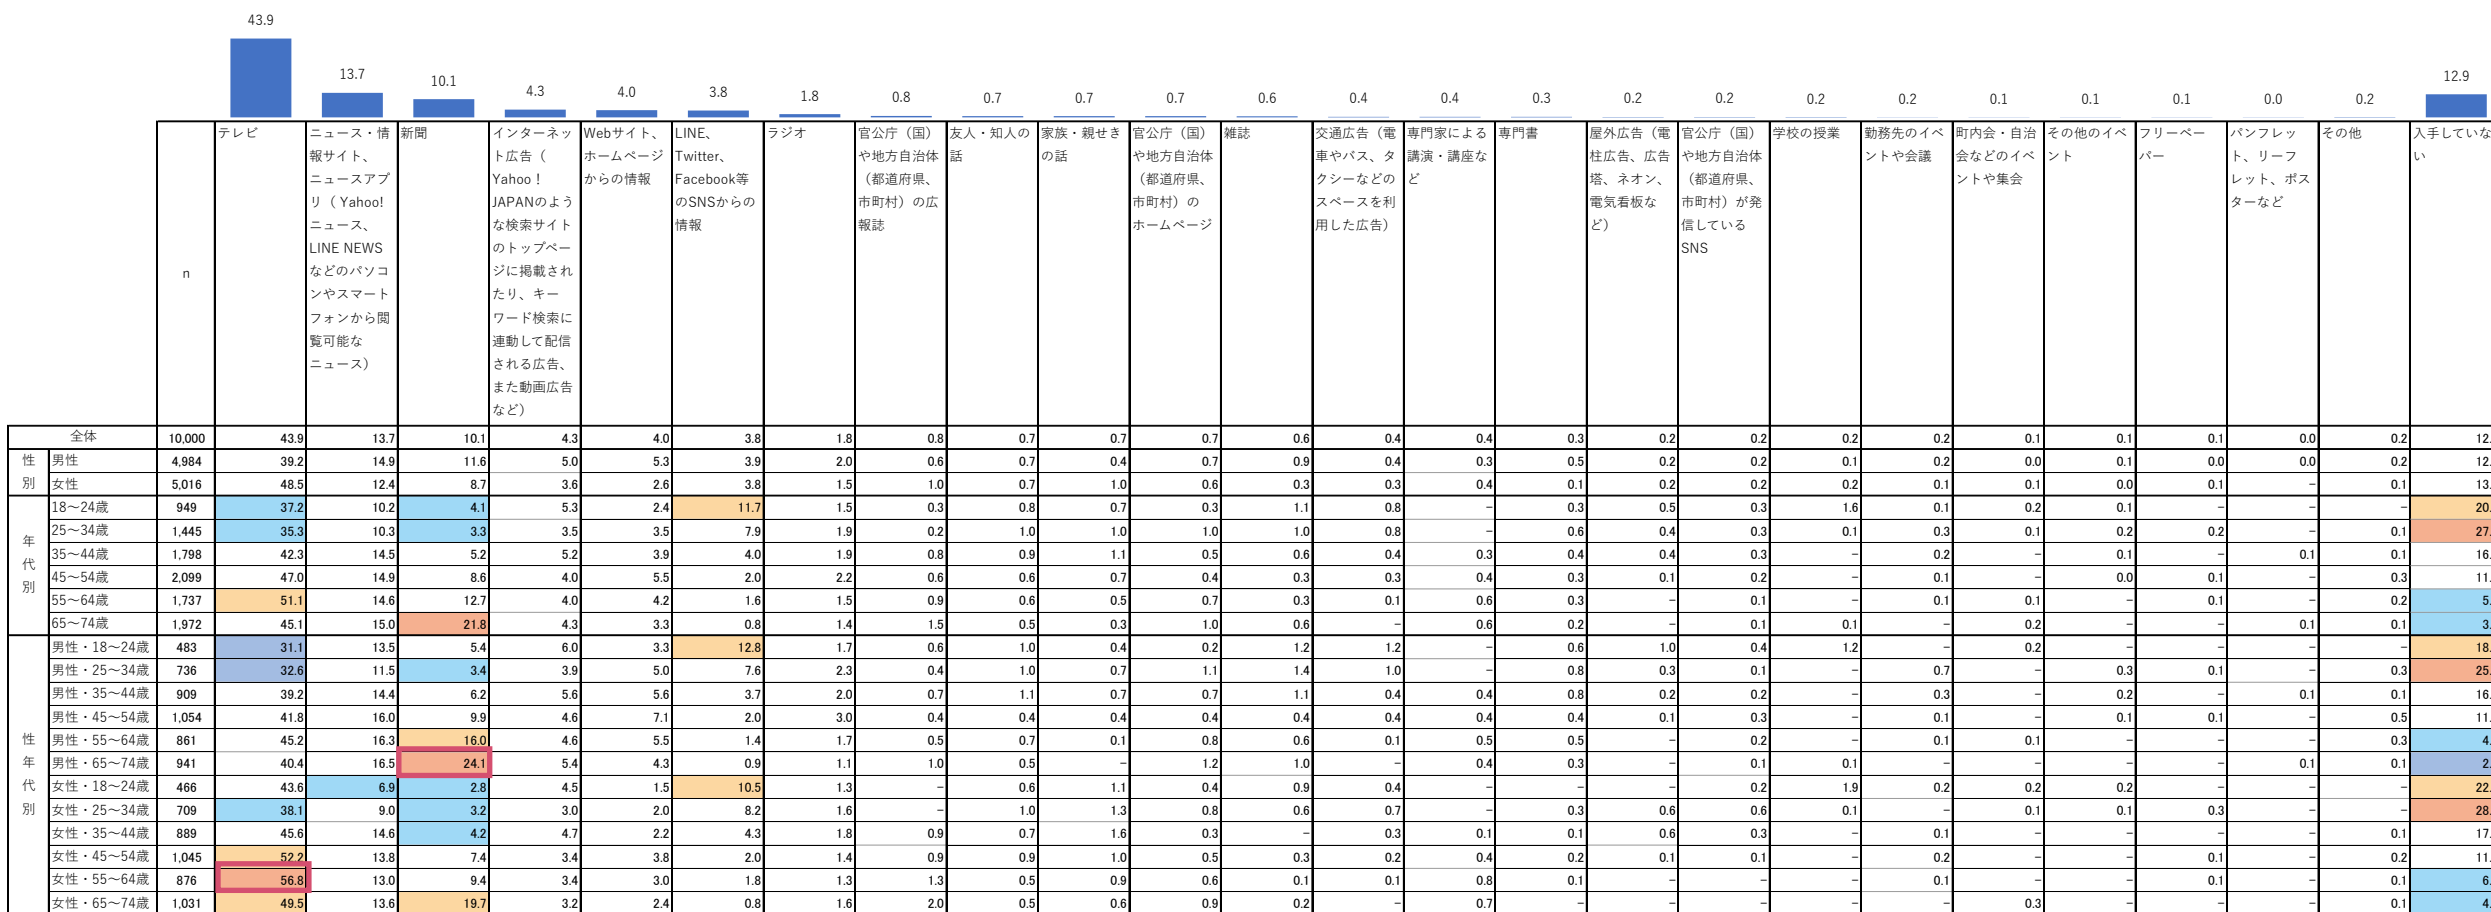 43.9
13.7
10.1
4.3
4.0
3.8
1.8
0.8
0.7
0.7
0.7
0.6
0.4
0.4
0.3
0.2
0.2
0.2
0.2
0.1
0.1
0.1
0.0
0.2
12.9
n
テレビ
ニュース・情
報サイト、
ニュースアプ
リ（ Yahoo!
ニュース、
LINE NEWS
などのパソコ
ンやスマート
フォンから閲
覧可能な
ニュース）
新聞
インターネッ
ト広告（
Yahoo！
JAPANのよう
な検索サイト
のトップペー
ジに掲載され
たり、キー
ワード検索に
連動して配信
される広告、
また動画広告
など）
Webサイト、
ホームページ
からの情報
LINE、
Twitter、
Facebook等
のSNSからの
情報
ラジオ
官公庁（国）
や地方自治体
（都道府県、
市町村）の広
報誌
友人・知人の
話
家族・親せき
の話
官公庁（国）
や地方自治体
（都道府県、
市町村）の
ホームページ
雑誌
交通広告（電
車やバス、タ
クシーなどの
スペースを利
用した広告）
専門家による
講演・講座な
ど
専門書
屋外広告（電
柱広告、広告
塔、ネオン、
電気看板な
ど）
官公庁（国）
や地方自治体
（都道府県、
市町村）が発
信している
SNS
学校の授業
勤務先のイベ
ントや会議
町内会・自治
会などのイベ
ントや集会
その他のイベ
ント
フリーペー
パー
パンフレッ
ト、リーフ
レット、ポス
ターなど
その他
入手していな
い
全体 10,000 43.9 13.7 10.1 4.3 4.0 3.8 1.8 0.8 0.7 0.7 0.7 0.6 0.4 0.4 0.3 0.2 0.2 0.2 0.2 0.1 0.1 0.1 0.0 0.2 12.
性別
男性 4,984 39.2 14.9 11.6 5.0 5.3 3.9 2.0 0.6 0.7 0.4 0.7 0.9 0.4 0.3 0.5 0.2 0.2 0.1 0.2 0.0 0.1 0.0 0.0 0.2 12.
女性 5,016 48.5 12.4 8.7 3.6 2.6 3.8 1.5 1.0 0.7 1.0 0.6 0.3 0.3 0.4 0.1 0.2 0.2 0.2 0.1 0.1 0.0 0.1 – 0.1 13.
年代別
18～24歳 949 37.2 10.2 4.1 5.3 2.4 11.7 1.5 0.3 0.8 0.7 0.3 1.1 0.8 – 0.3 0.5 0.3 1.6 0.1 0.2 0.1 – – – 20.
25～34歳 1,445 35.3 10.3 3.3 3.5 3.5 7.9 1.9 0.2 1.0 1.0 1.0 1.0 0.8 – 0.6 0.4 0.3 0.1 0.3 0.1 0.2 0.2 – 0.1 27.
35～44歳 1,798 42.3 14.5 5.2 5.2 3.9 4.0 1.9 0.8 0.9 1.1 0.5 0.6 0.4 0.3 0.4 0.4 0.3 – 0.2 – 0.1 – 0.1 0.1 16.
45～54歳 2,099 47.0 14.9 8.6 4.0 5.5 2.0 2.2 0.6 0.6 0.7 0.4 0.3 0.3 0.4 0.3 0.1 0.2 – 0.1 – 0.0 0.1 – 0.3 11.
55～64歳 1,737 51.1 14.6 12.7 4.0 4.2 1.6 1.5 0.9 0.6 0.5 0.7 0.3 0.1 0.6 0.3 – 0.1 – 0.1 0.1 – 0.1 – 0.2 5.
65～74歳 1,972 45.1 15.0 21.8 4.3 3.3 0.8 1.4 1.5 0.5 0.3 1.0 0.6 – 0.6 0.2 – 0.1 0.1 – 0.2 – – 0.1 0.1 3.
性年代別
男性・18～24歳 483 31.1 13.5 5.4 6.0 3.3 12.8 1.7 0.6 1.0 0.4 0.2 1.2 1.2 – 0.6 1.0 0.4 1.2 – 0.2 – – – – 18.
男性・25～34歳 736 32.6 11.5 3.4 3.9 5.0 7.6 2.3 0.4 1.0 0.7 1.1 1.4 1.0 – 0.8 0.3 0.1 – 0.7 – 0.3 0.1 – 0.3 25.
男性・35～44歳 909 39.2 14.4 6.2 5.6 5.6 3.7 2.0 0.7 1.1 0.7 0.7 1.1 0.4 0.4 0.8 0.2 0.2 – 0.3 – 0.2 – 0.1 0.1 16.
男性・45～54歳 1,054 41.8 16.0 9.9 4.6 7.1 2.0 3.0 0.4 0.4 0.4 0.4 0.4 0.4 0.4 0.4 0.1 0.3 – 0.1 – 0.1 0.1 – 0.5 11.
男性・55～64歳 861 45.2 16.3 16.0 4.6 5.5 1.4 1.7 0.5 0.7 0.1 0.8 0.6 0.1 0.5 0.5 – 0.2 – 0.1 0.1 – – – 0.3 4.
男性・65～74歳 941 40.4 16.5 24.1 5.4 4.3 0.9 1.1 1.0 0.5 – 1.2 1.0 – 0.4 0.3 – 0.1 0.1 – – – – 0.1 0.1 2.
女性・18～24歳 466 43.6 6.9 2.8 4.5 1.5 10.5 1.3 – 0.6 1.1 0.4 0.9 0.4 – – – 0.2 1.9 0.2 0.2 0.2 – – – 22.
女性・25～34歳 709 38.1 9.0 3.2 3.0 2.0 8.2 1.6 – 1.0 1.3 0.8 0.6 0.7 – 0.3 0.6 0.6 0.1 – 0.1 0.1 0.3 – – 28.
女性・35～44歳 889 45.6 14.6 4.2 4.7 2.2 4.3 1.8 0.9 0.7 1.6 0.3 – 0.3 0.1 0.1 0.6 0.3 – 0.1 – – – – 0.1 17.
女性・45～54歳 1,045 52.2 13.8 7.4 3.4 3.8 2.0 1.4 0.9 0.9 1.0 0.5 0.3 0.2 0.4 0.2 0.1 0.1 – 0.2 – – 0.1 – 0.2 11.
女性・55～64歳 876 56.8 13.0 9.4 3.4 3.0 1.8 1.3 1.3 0.5 0.9 0.6 0.1 0.1 0.8 0.1 – – – 0.1 – – 0.1 – 0.1 6.
女性・65～74歳 1,031 49.5 13.6 19.7 3.2 2.4 0.8 1.6 2.0 0.5 0.6 0.9 0.2 – 0.7 – – – – – 0.3 – – – 0.1 4.